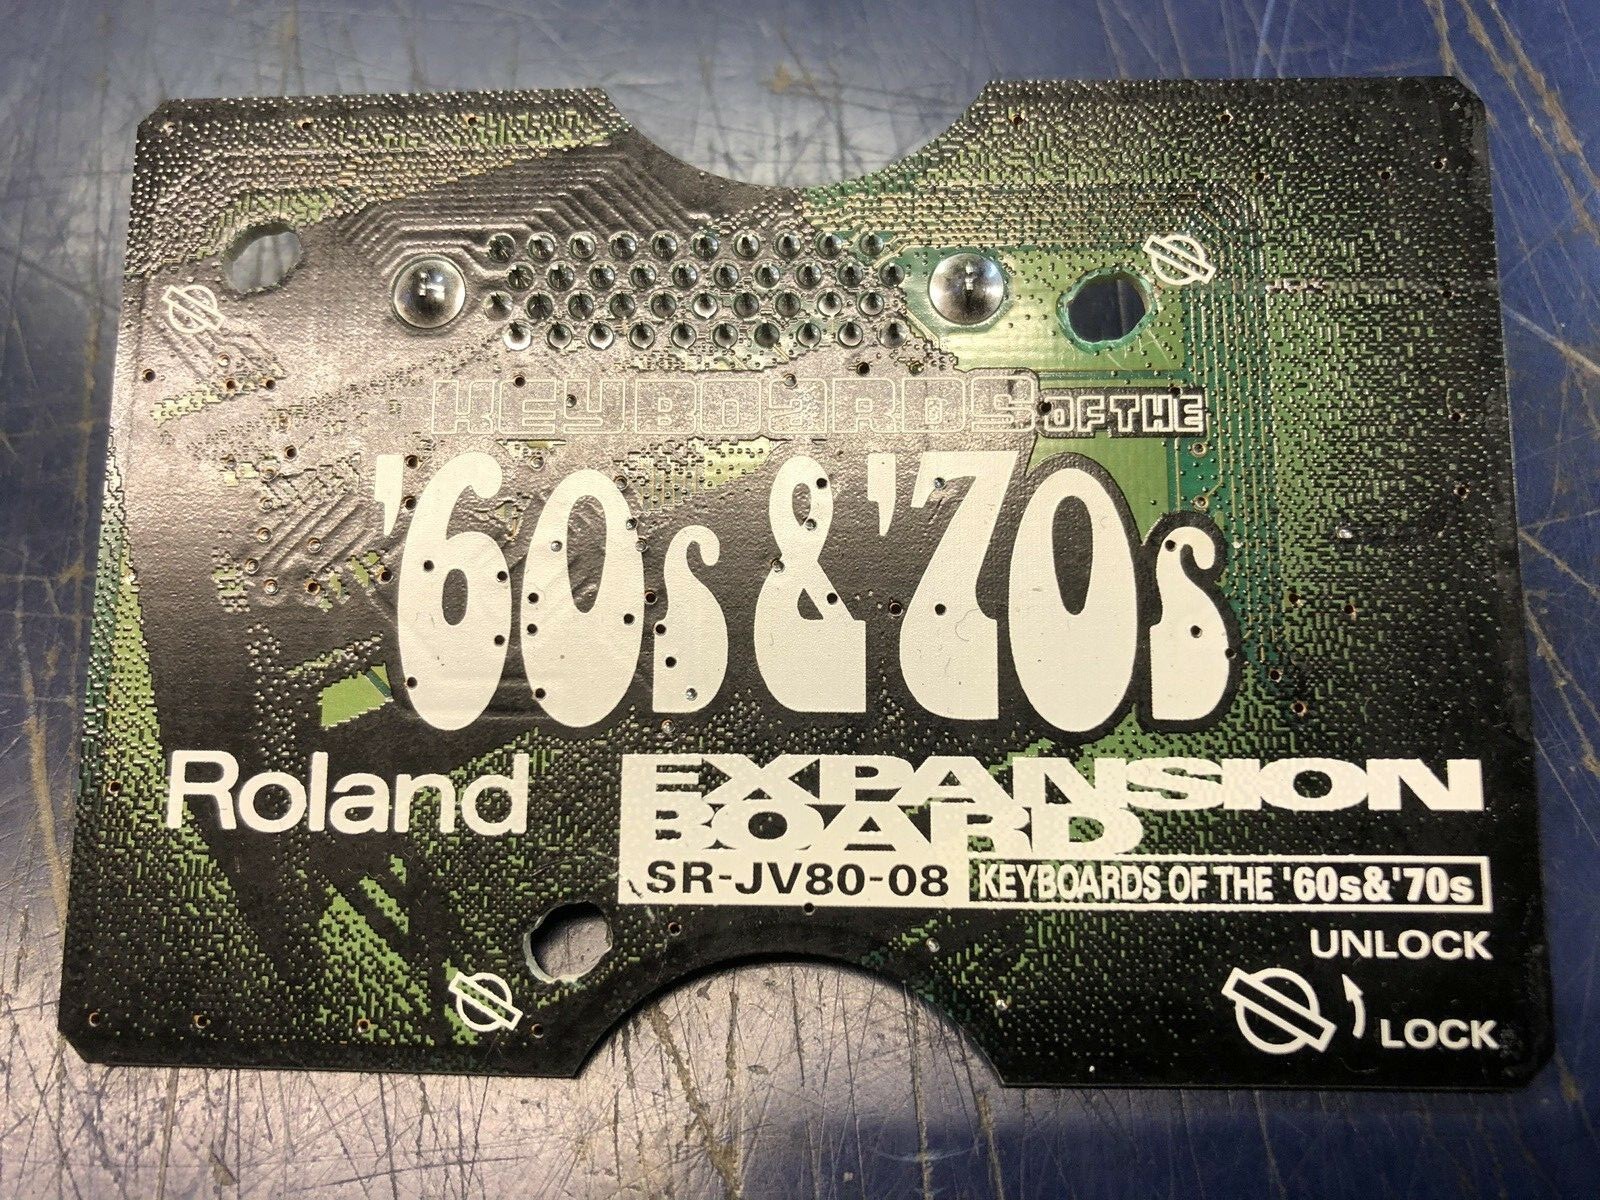 KEYBOARDS OF THE
'60s & '70s
Roland
EXPANSION
BOARD
SR-JV80-08 KEYBOARDS OF THE '60s&'70s
UNLOCK
LOCK